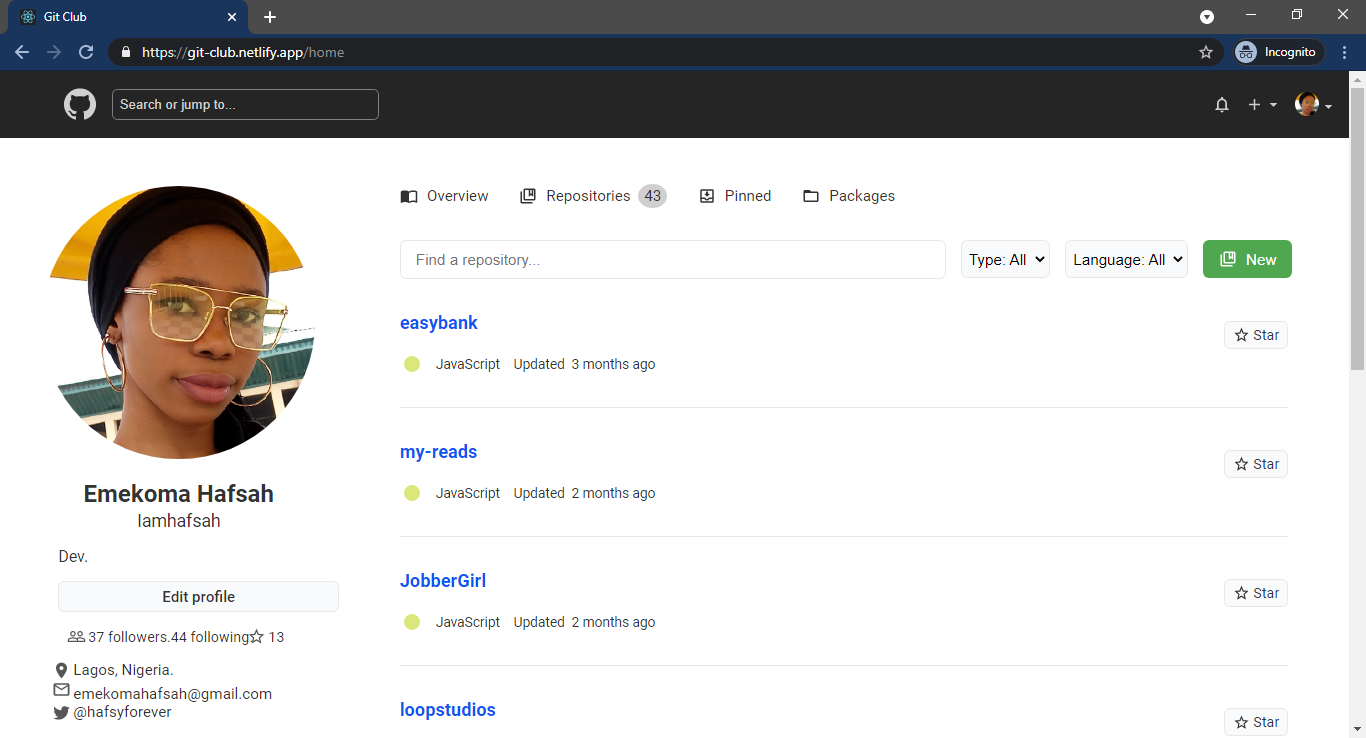 Git Club
https://git-club.netlify.app/home
Incognito
Search or jump to...
Overview
Repositories 43
Pinned
Packages
Find a repository...
Type: All
Language: All
New
easybank
Star
JavaScript Updated 3 months ago
my-reads
Star
JavaScript Updated 2 months ago
JobberGirl
Star
JavaScript Updated 2 months ago
loopstudios
Star
Emekoma Hafsah
Iamhafsah
Dev.
Edit profile
37 followers.44 following 13
Lagos, Nigeria.
emekomahafsah@gmail.com
@hafsyforever